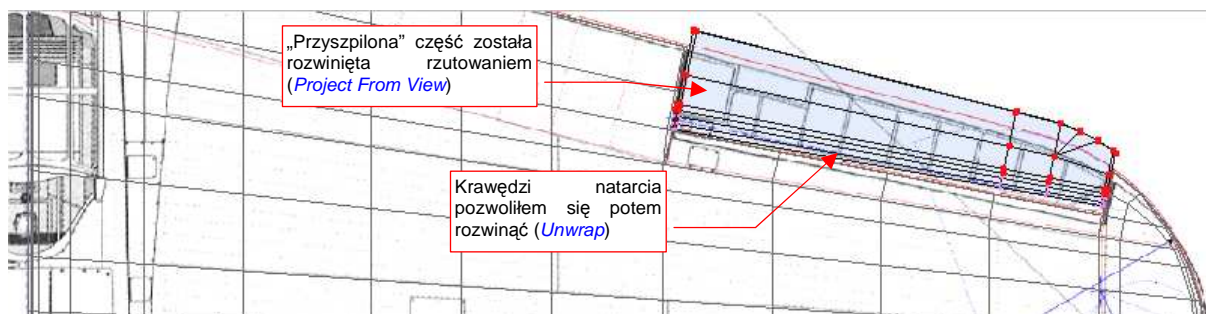 „Przyszpilona” część została
rozwinięta rzutowaniem
(Project From View)
Krawędzi natarcia
pozwoliłem się potem
rozwinąć (Unwrap)